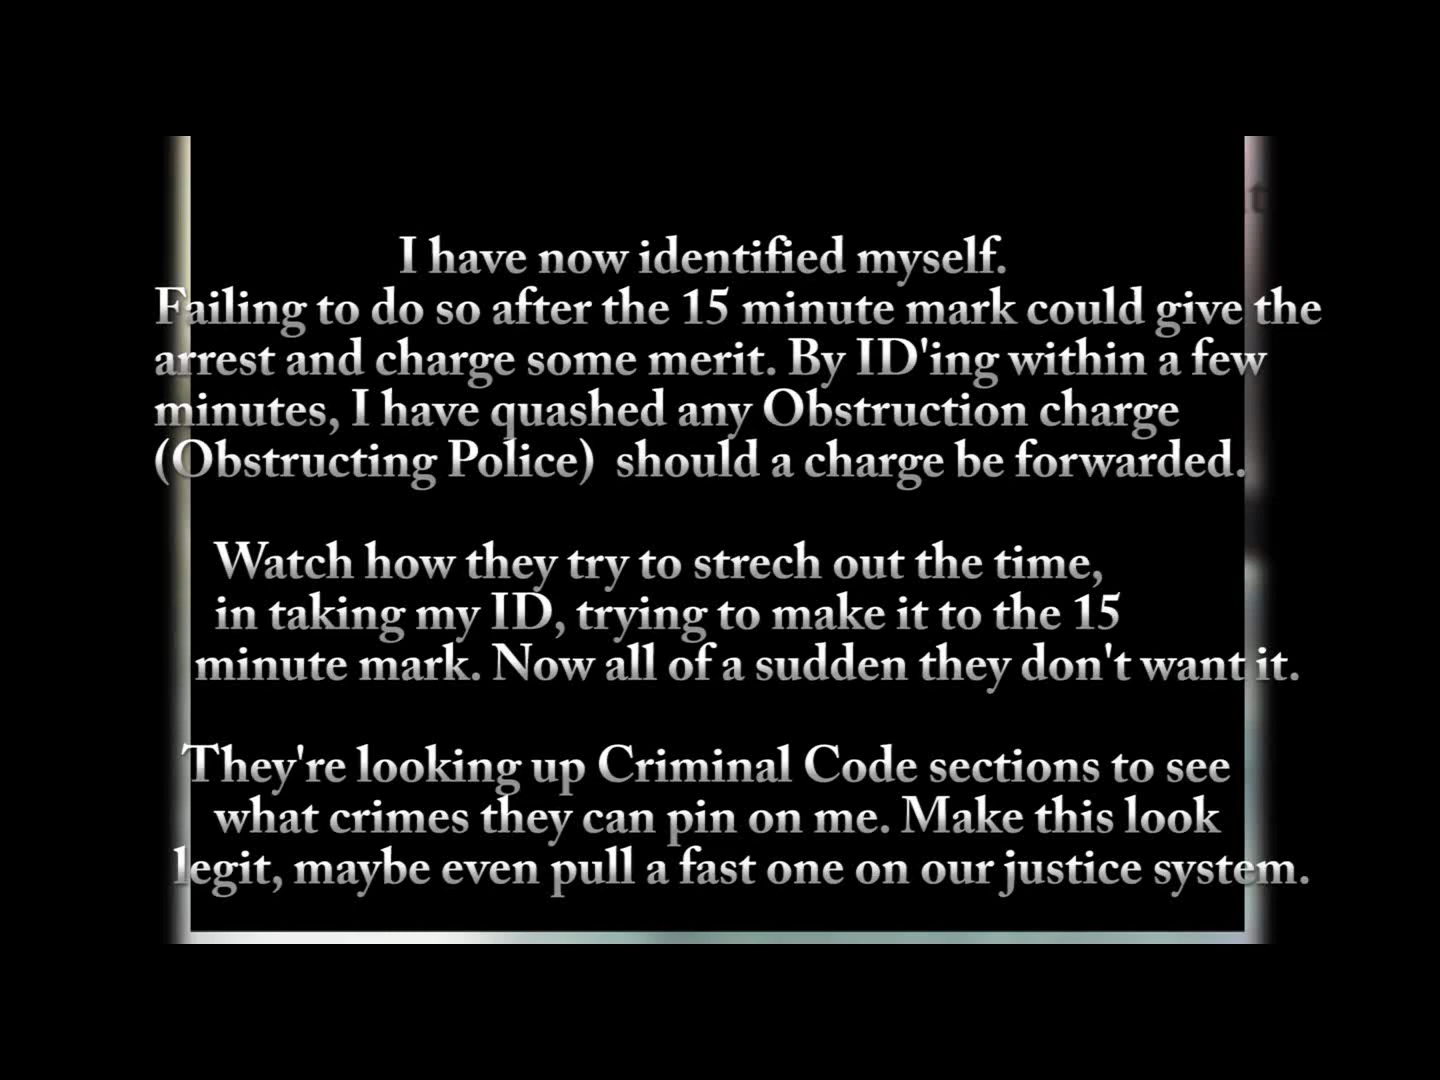 I have now identified myself.
Failing to do so after the 15 minute mark could give the
arrest and charge some merit. By ID'ing within a few
minutes, I have quashed any Obstruction charge
(Obstructing Police) should a charge be forwarded.
Watch how they try to strech out the time,
in taking my ID, trying to make it to the 15
minute mark. Now all of a sudden they don't want it.
They're looking up Criminal Code sections to see
what crimes they can pin on me. Make this look
legit, maybe even pull a fast one on our justice system.